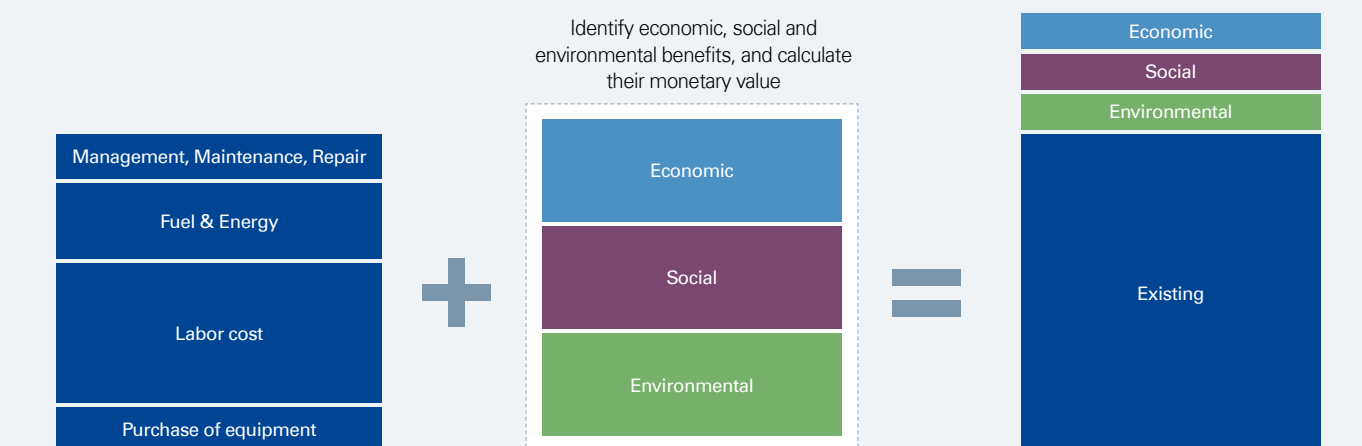 Management, Maintenance, Repair
Fuel & Energy
Labor cost
Purchase of equipment
Identify economic, social and
environmental benefits, and calculate
their monetary value
Economic
Social
Environmental
Economic
Social
Environmental
Existing